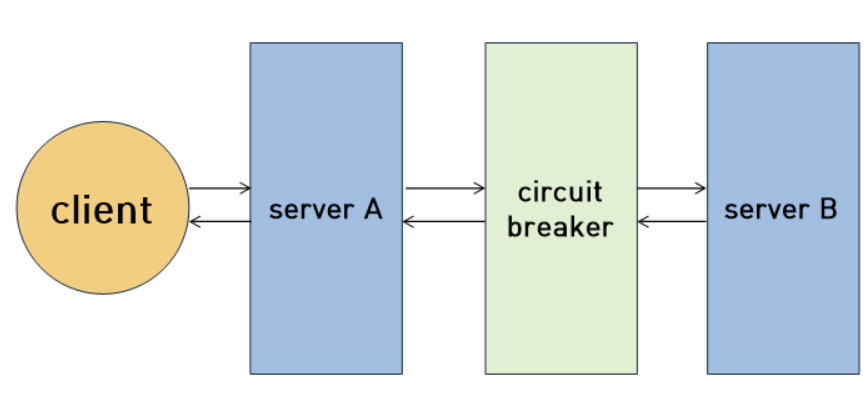 client
server A
circuit
breaker
server B